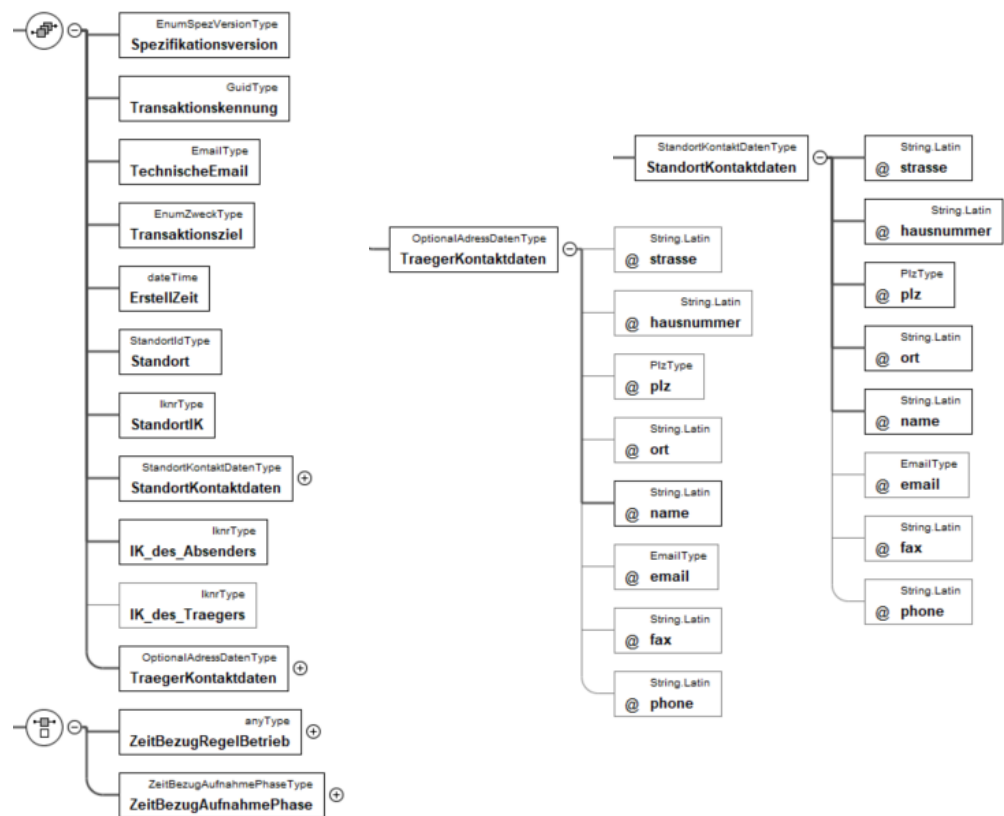 EnumSpezVersionType
Spezifikationsversion
GuidType
Transaktionskennung
EmailType
TechnischeEmail
EnumZweckType
Transaktionsziel
dateTime
ErstellZeit
StandortIdType
Standort
IknrType
StandortIK
StandortKontaktDatenType
StandortKontaktdaten
IknrType
IK_des_Absenders
IknrType
IK_des_Traegers
OptionalAdressDatenType
TraegerKontaktdaten
anyType
ZeitBezugRegelBetrieb
ZeitBezugAufnahmePhaseType
ZeitBezugAufnahmePhase
OptionalAdressDatenType
TraegerKontaktdaten
String.Latin
@ strasse
String.Latin
@ hausnummer
PlzType
@ plz
String.Latin
@ ort
String.Latin
@ name
EmailType
@ email
String.Latin
@ fax
String.Latin
@ phone
StandortKontaktDatenType
StandortKontaktdaten
String.Latin
@ strasse
String.Latin
@ hausnummer
PlzType
@ plz
String.Latin
@ ort
String.Latin
@ name
EmailType
@ email
String.Latin
@ fax
String.Latin
@ phone